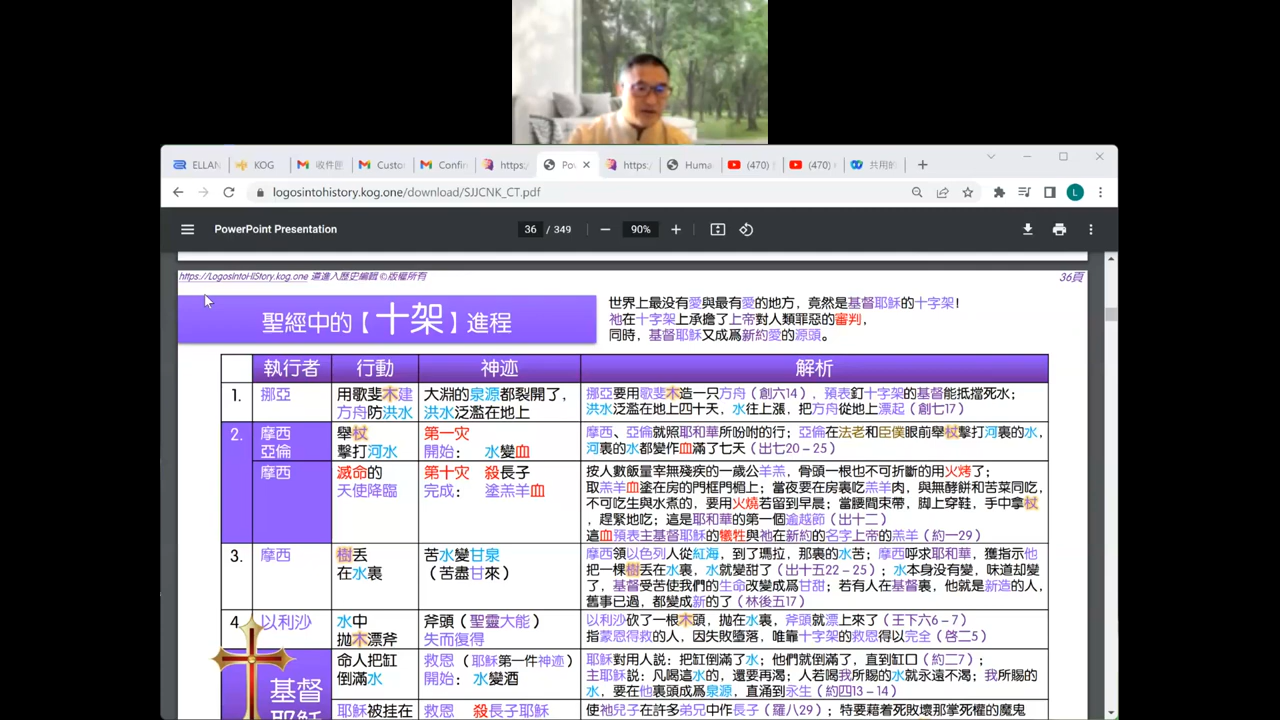 ELLAN
KOG
收件匣
Custo
Confir
https:/
Pow
https:/
Huma
(470)
(470)
共用的
logosintohistory.kog.one/download/SJJCNK_CT.pdf
L
PowerPoint Presentation
36 / 349
90%
https://LogosIntoHIStory.kog.one 道進入歷史編輯©版權所有
36頁
聖經中的【十架】進程
世界上最没有愛與最有愛的地方，竟然是基督耶穌的十字架！
祂在十字架上承擔了上帝對人類罪惡的審判，
同時，基督耶穌又成爲新約愛的源頭。
執行者 行動 神迹 解析
1. 挪亞 用歌斐木建 大淵的泉源都裂開了， 挪亞要用歌斐木造一只方舟（創六14），預表釘十字架的基督能抵擋死水；
方舟防洪水 洪水泛濫在地上 洪水泛濫在地上四十天，水往上漲，把方舟從地上漂起（創七17）
2. 摩西 舉杖 第一灾 摩西、亞倫就照耶和華所吩咐的行；亞倫在法老和臣僕眼前舉杖擊打河裏的水，
亞倫 擊打河水 開始： 水變血 河裏的水都變作血滿了七天（出七20－25）
摩西 滅命的 第十灾 殺長子 按人數飯量宰無殘疾的一歲公羊羔，骨頭一根也不可折斷的用火烤了；
天使降臨 完成： 塗羔羊血 取羔羊血塗在房的門框門楣上；當夜要在房裏吃羔羊肉，與無酵餅和苦菜同吃，
不可吃生與水煮的，要用火燒若留到早晨；當腰間束帶，脚上穿鞋，手中拿杖
，趕緊地吃；這是耶和華的第一個逾越節（出十二）
這血預表主基督耶穌的犧牲與祂在新約的名字上帝的羔羊（約一29）
3. 摩西 樹丟 苦水變甘泉 摩西領以色列人從紅海，到了瑪拉，那裏的水苦；摩西呼求耶和華，獲指示他
在水裏 （苦盡甘來） 把一棵樹丟在水裏，水就變甜了（出十五22－25）；水本身没有變，味道却變
了，基督受苦使我們的生命改變成爲甘甜；若有人在基督裏，他就是新造的人，
舊事已過，都變成新的了（林後五17）
4. 以利沙 水中 斧頭（聖靈大能） 以利沙砍了一根木頭，抛在水裏，斧頭就漂上來了（王下六6－7）
抛木漂斧 失而復得 指蒙恩得救的人，因失敗墮落，唯靠十字架的救恩得以完全（啓二5）
基督 命人把缸 救恩（耶穌第一件神迹） 耶穌對用人説：把缸倒滿了水；他們就倒滿了，直到缸口（約二7）；
倒滿水 開始： 水變酒 主耶穌説：凡喝這水的，還要再渴；人若喝我所賜的水就永遠不渴；我所賜的
水，要在他裏頭成爲泉源，直涌到永生（約四13－14）
耶穌 耶穌被挂在 救恩 殺長子耶穌 使祂兒子在許多弟兄中作長子（羅八29）；特要藉着死敗壞那掌死權的魔鬼